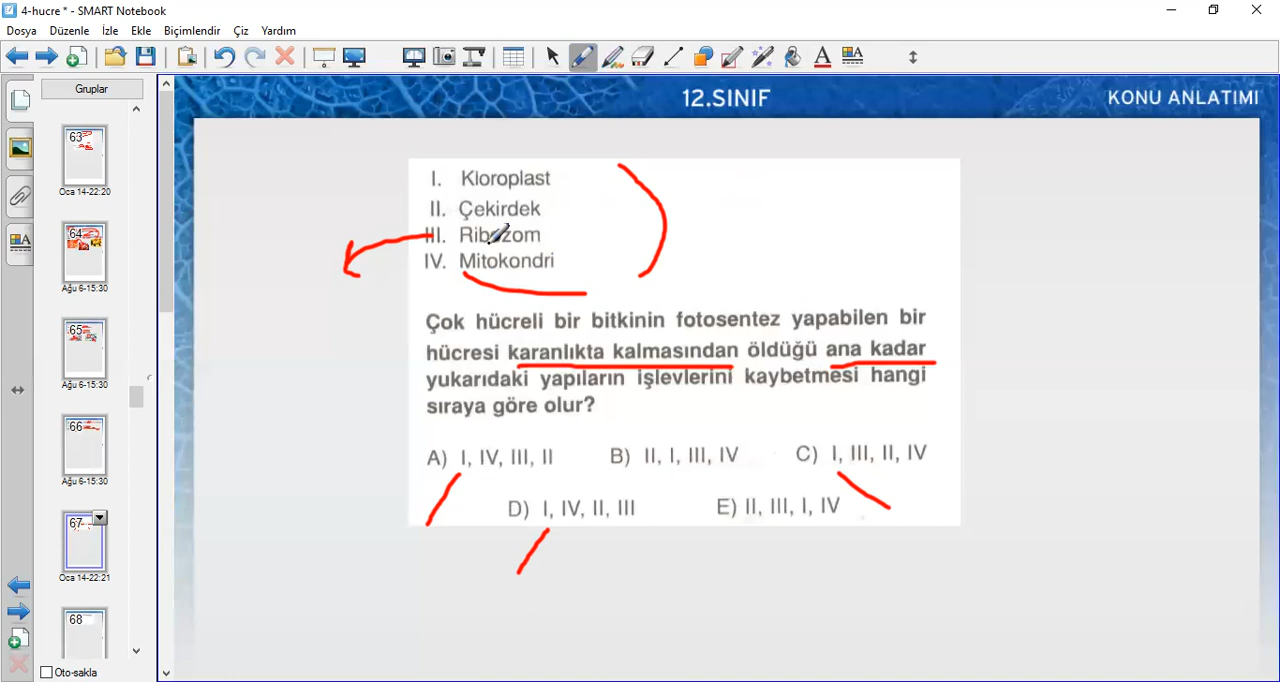 4-hucre * - SMART Notebook
Dosya Düzenle İzle Ekle Biçimlendir Çiz Yardım
Gruplar
12.SINIF
KONU ANLATIMI
63
Oca 14-22:20
64
Ağu 6-15:30
65
Ağu 6-15:30
66
Ağu 6-15:30
67
Oca 14-22:21
68
Oto-sakla
I. Kloroplast
II. Çekirdek
III. Ribozom
IV. Mitokondri
Çok hücreli bir bitkinin fotosentez yapabilen bir
hücresi karanlıkta kalmasından öldüğü ana kadar
yukarıdaki yapıların işlevlerini kaybetmesi hangi
sıraya göre olur?
A) I, IV, III, II B) II, I, III, IV C) I, III, II, IV
D) I, IV, II, III E) II, III, I, IV